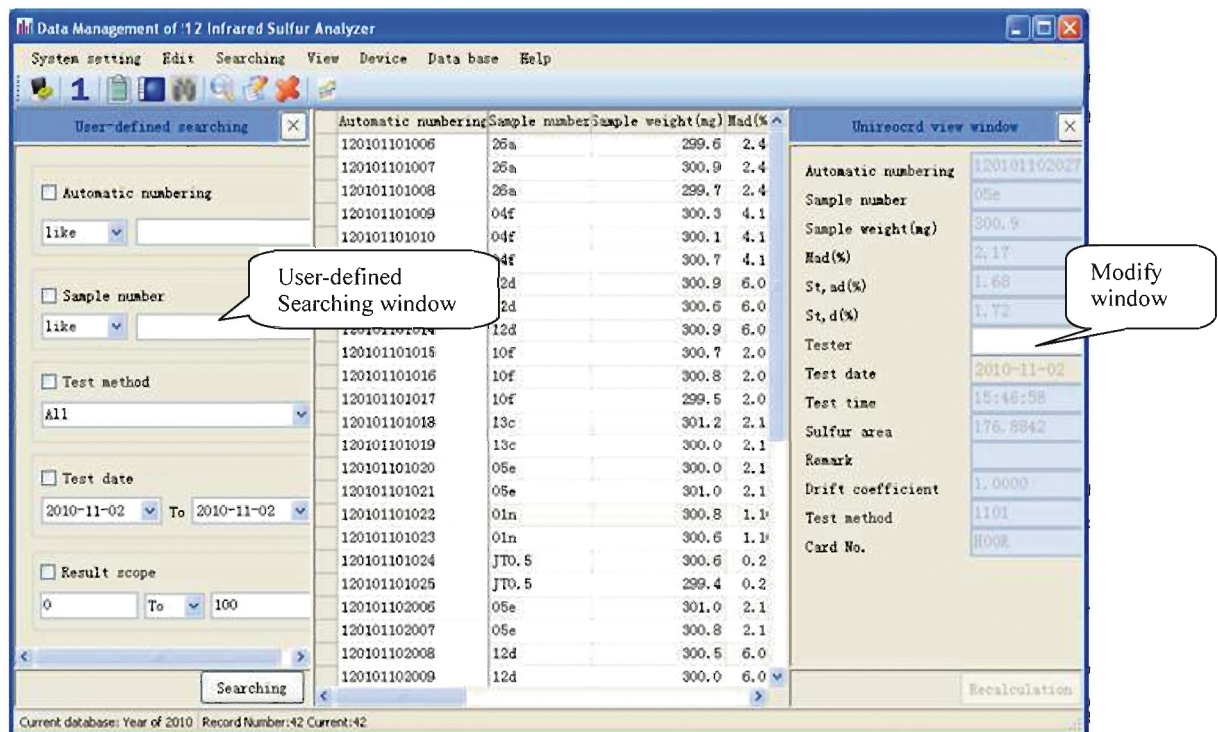 Data Management of '12 Infrared Sulfur Analyzer
System setting Edit Searching View Device Data base Help
1
User-defined searching
Automatic numbering
like
Sample number
like
Test method
All
Test date
2010-11-02 To 2010-11-02
Result scope
0 To 100
Searching
User-defined
Searching window
Automatic numbering Sample number Sample weight(mg) Mad(%
120101101006 26a 299.6 2.4
120101101007 26a 300.9 2.4
120101101008 26a 299.7 2.4
120101101009 04f 300.3 4.1
120101101010 04f 300.1 4.1
04f 300.7 4.1
2d 300.9 6.0
2d 300.6 6.0
120101101014 12d 300.9 6.0
120101101015 10f 300.7 2.0
120101101016 10f 300.8 2.0
120101101017 10f 299.5 2.0
120101101018 13c 301.2 2.1
120101101019 13c 300.0 2.1
120101101020 05e 300.0 2.1
120101101021 05e 301.0 2.1
120101101022 01n 300.8 1.1
120101101023 01n 300.6 1.1
120101101024 JT0.5 300.6 0.2
120101101025 JT0.5 299.4 0.2
120101102006 05e 301.0 2.1
120101102007 05e 300.8 2.1
120101102008 12d 300.5 6.0
120101102009 12d 300.0 6.0
Unireocrd view window
Automatic numbering 120101102027
Sample number 05e
Sample weight(mg) 300.9
Mad(%) 2.17
St,ad(%) 1.68
St,d(%) 1.72
Tester
Test date 2010-11-02
Test time 15:46:58
Sulfur area 176.8842
Remark
Drift coefficient 1.0000
Test method 1101
Card No. HOOR
Recalculation
Modify
window
Current database: Year of 2010 Record Number:42 Current:42